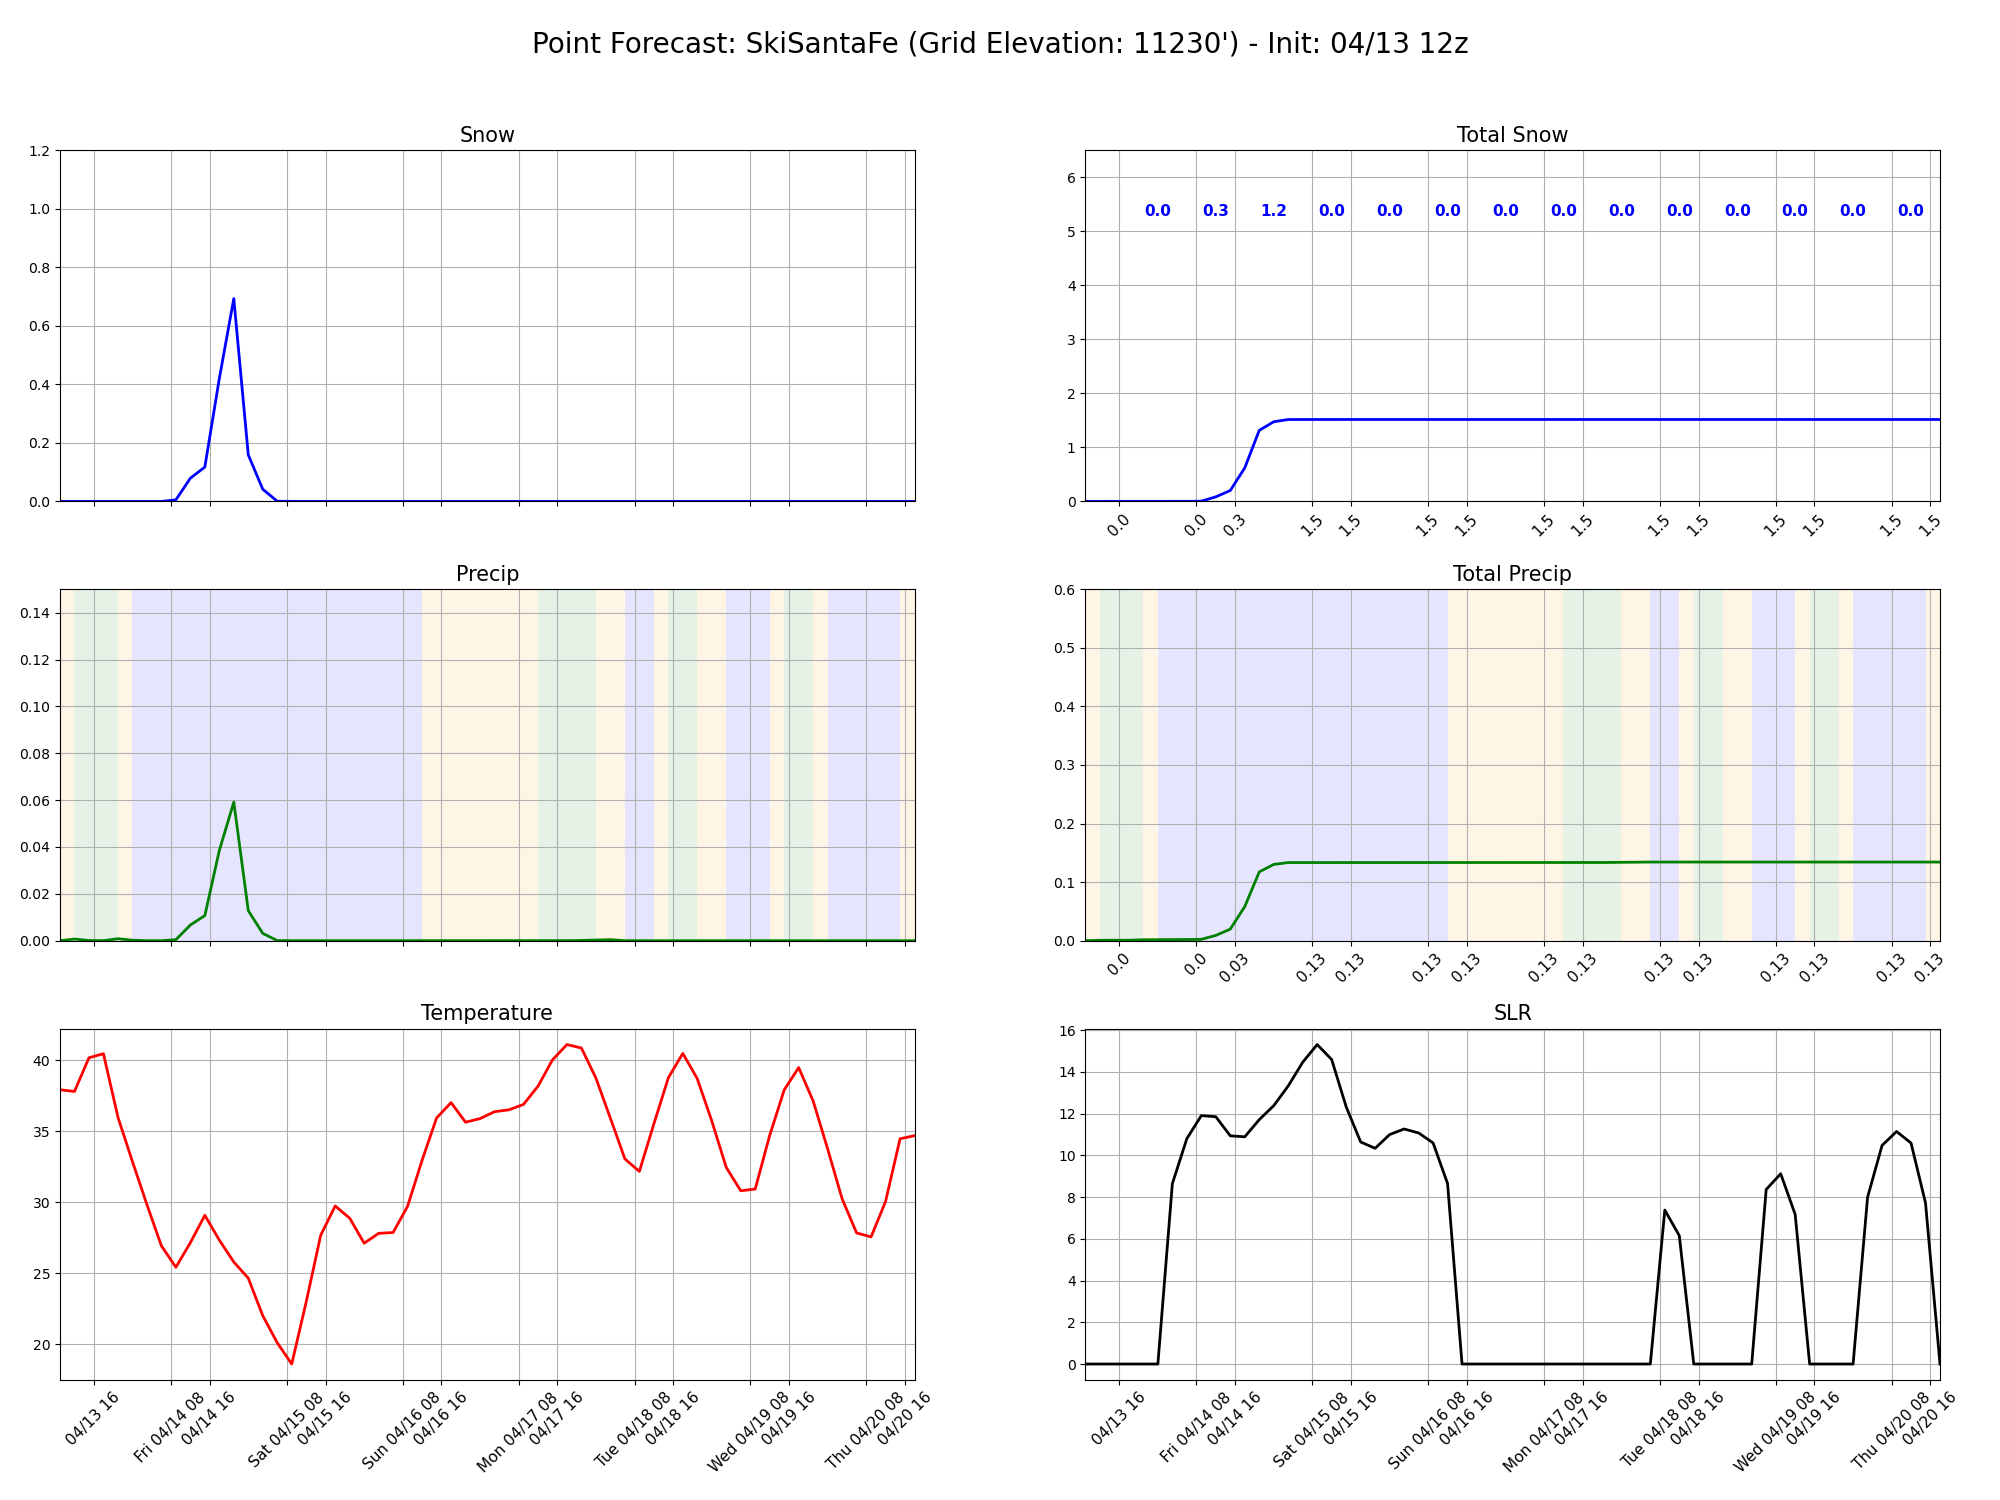 Point Forecast: SkiSantaFe (Grid Elevation: 11230') - Init: 04/13 12z
Snow
1.2
1.0
0.8
0.6
0.4
0.2
0.0
Total Snow
6
5
4
3
2
1
0
0.0 0.3 1.2 0.0 0.0 0.0 0.0 0.0 0.0 0.0 0.0 0.0 0.0 0.0
0.0 0.0 0.3 1.5 1.5 1.5 1.5 1.5 1.5 1.5 1.5 1.5 1.5 1.5 1.5
Precip
0.14
0.12
0.10
0.08
0.06
0.04
0.02
0.00
Total Precip
0.6
0.5
0.4
0.3
0.2
0.1
0.0
0.0 0.0 0.03 0.13 0.13 0.13 0.13 0.13 0.13 0.13 0.13 0.13 0.13 0.13 0.13
Temperature
40
35
30
25
20
04/13 16
Fri 04/14 08
04/14 16
Sat 04/15 08
04/15 16
Sun 04/16 08
04/16 16
Mon 04/17 08
04/17 16
Tue 04/18 08
04/18 16
Wed 04/19 08
04/19 16
Thu 04/20 08
04/20 16
SLR
16
14
12
10
8
6
4
2
0
04/13 16
Fri 04/14 08
04/14 16
Sat 04/15 08
04/15 16
Sun 04/16 08
04/16 16
Mon 04/17 08
04/17 16
Tue 04/18 08
04/18 16
Wed 04/19 08
04/19 16
Thu 04/20 08
04/20 16